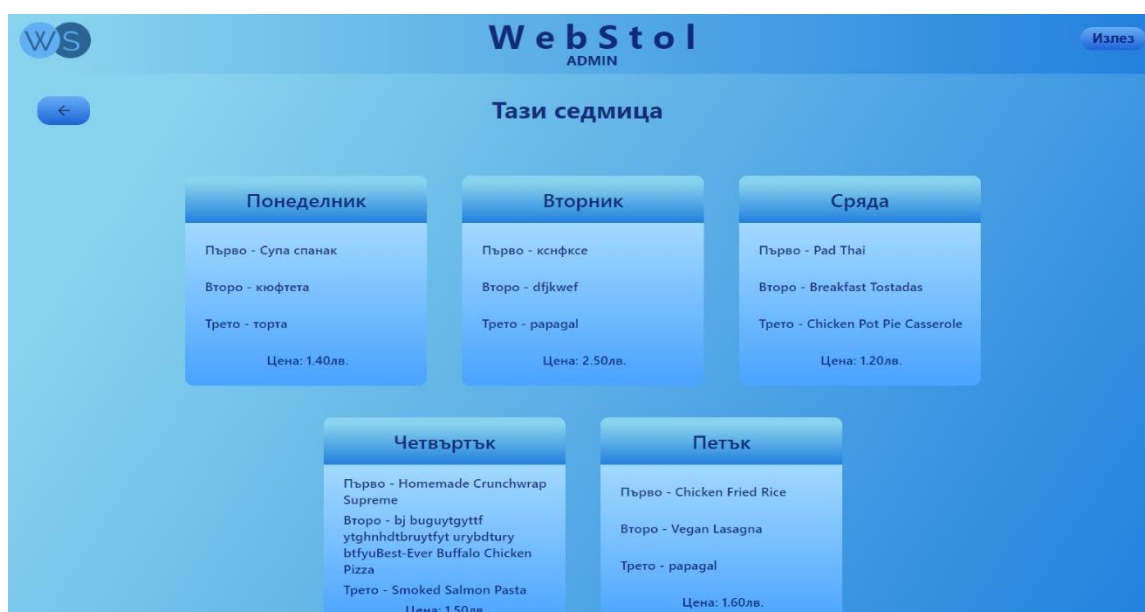 WS
WebStol
ADMIN
Излез
←
Тази седмица
Понеделник
Първо - Супа спанак
Второ - кюфтета
Трето - торта
Цена: 1.40лв.
Вторник
Първо - кснфксе
Второ - dfjkwef
Трето - papagal
Цена: 2.50лв.
Сряда
Първо - Pad Thai
Второ - Breakfast Tostadas
Трето - Chicken Pot Pie Casserole
Цена: 1.20лв.
Четвъртък
Първо - Homemade Crunchwrap
Supreme
Второ - bj buguytgyttf
ytghnhdtbruytfyt urybdtury
btfyuBest-Ever Buffalo Chicken
Pizza
Трето - Smoked Salmon Pasta
Цена: 1.50лв.
Петък
Първо - Chicken Fried Rice
Второ - Vegan Lasagna
Трето - papagal
Цена: 1.60лв.